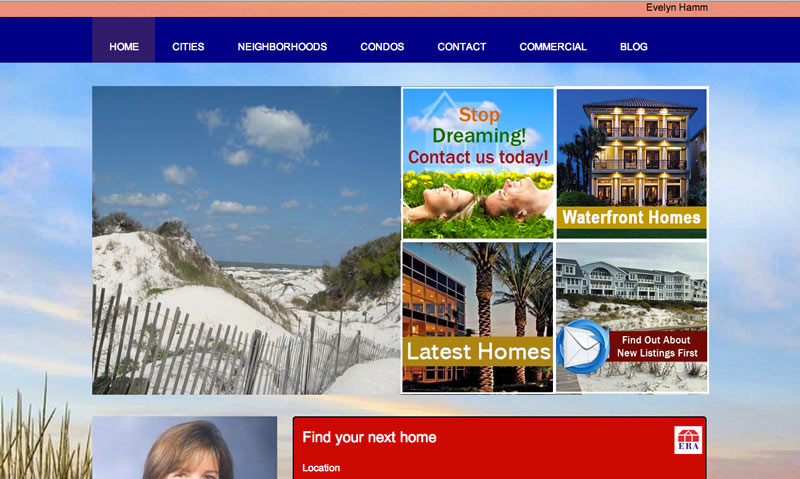 Evelyn Hamm
HOME CITIES NEIGHBORHOODS CONDOS CONTACT COMMERCIAL BLOG
Stop
Dreaming!
Contact us today!
Waterfront Homes
Latest Homes
Find Out About
New Listings First
Find your next home
ERA
Location